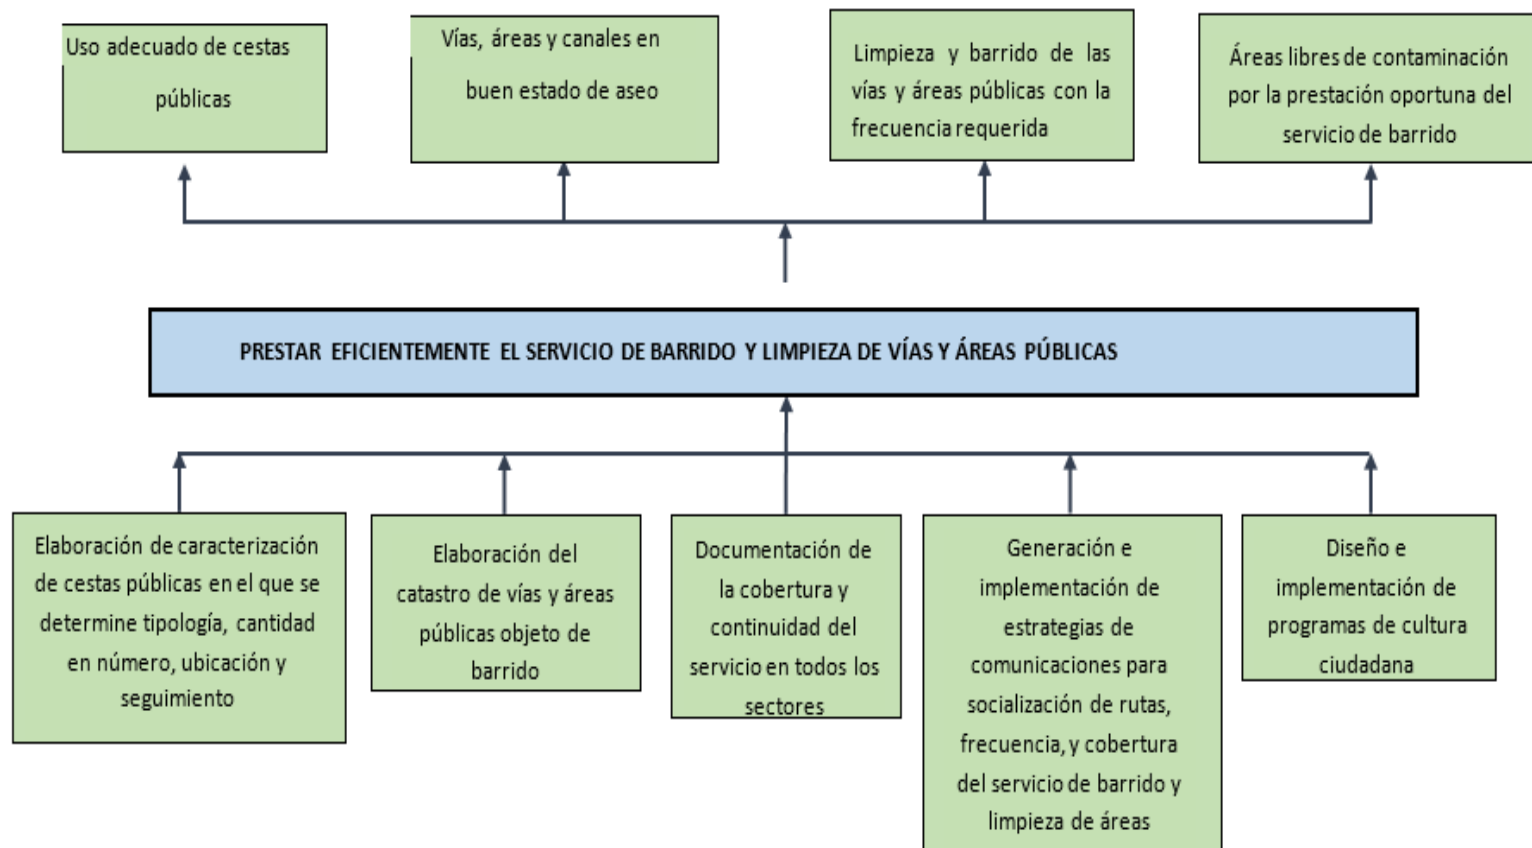 Uso adecuado de cestas
públicas
Vías, áreas y canales en
buen estado de aseo
Limpieza y barrido de las
vías y áreas públicas con la
frecuencia requerida
Áreas libres de contaminación
por la prestación oportuna del
servicio de barrido
PRESTAR EFICIENTEMENTE EL SERVICIO DE BARRIDO Y LIMPIEZA DE VÍAS Y ÁREAS PÚBLICAS
Elaboración de caracterización
de cestas públicas en el que se
determine tipología, cantidad
en número, ubicación y
seguimiento
Elaboración del
catastro de vías y áreas
públicas objeto de
barrido
Documentación de
la cobertura y
continuidad del
servicio en todos los
sectores
Generación e
implementación de
estrategias de
comunicaciones para
socialización de rutas,
frecuencia, y cobertura
del servicio de barrido y
limpieza de áreas
Diseño e
implementación de
programas de cultura
ciudadana